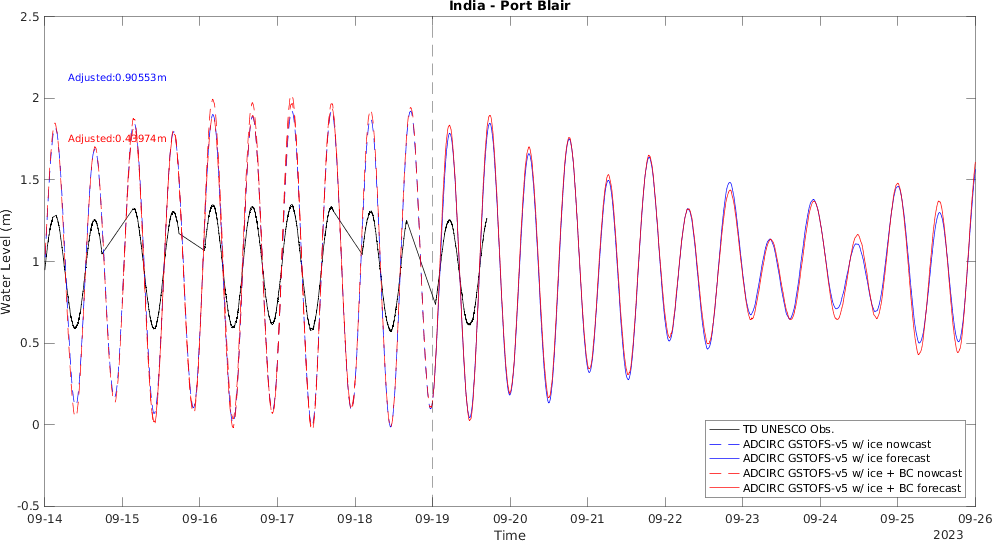 India - Port Blair
2.5
2
1.5
1
0.5
0
-0.5
Water Level (m)
Adjusted:0.90553m
Adjusted:0.43974m
TD UNESCO Obs.
ADCIRC GSTOFS-v5 w/ ice nowcast
ADCIRC GSTOFS-v5 w/ ice forecast
ADCIRC GSTOFS-v5 w/ ice + BC nowcast
ADCIRC GSTOFS-v5 w/ ice + BC forecast
09-14 09-15 09-16 09-17 09-18 09-19 09-20 09-21 09-22 09-23 09-24 09-25 09-26
Time
2023